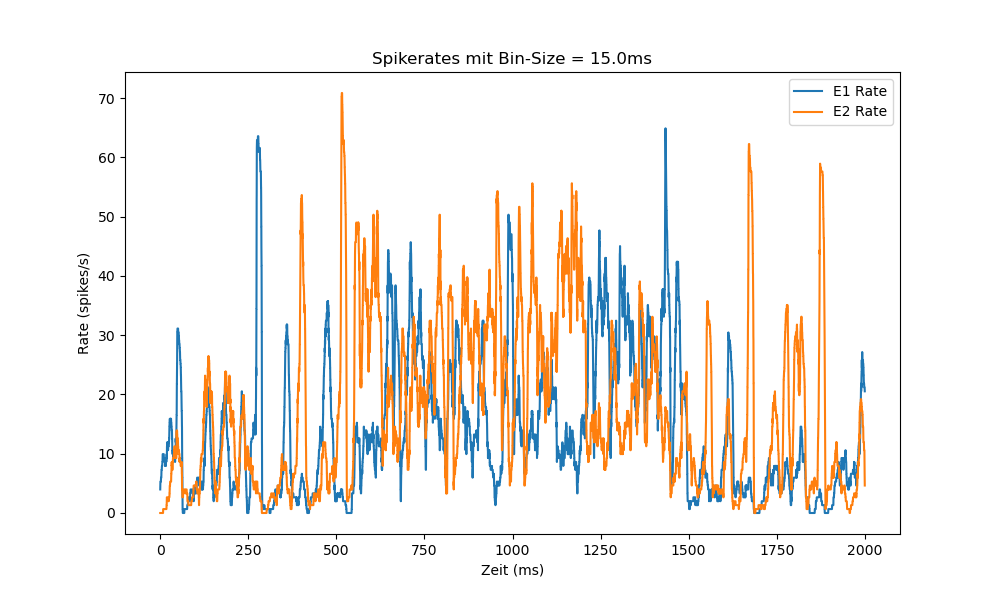 Spikerates mit Bin-Size = 15.0ms
E1 Rate
E2 Rate
70
60
50
40
30
20
10
0
Rate (spikes/s)
0 250 500 750 1000 1250 1500 1750 2000
Zeit (ms)